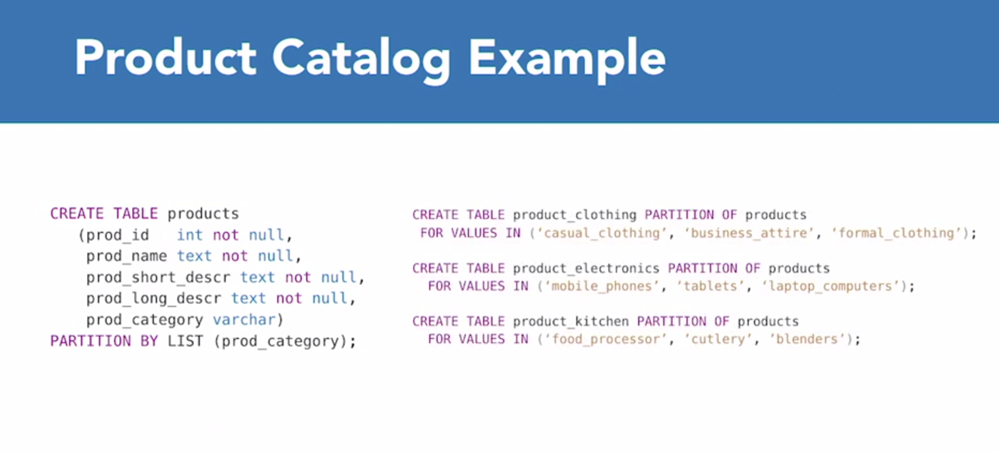 Product Catalog Example
CREATE TABLE products
(prod_id int not null,
prod_name text not null,
prod_short_descr text not null,
prod_long_descr text not null,
prod_category varchar)
PARTITION BY LIST (prod_category);
CREATE TABLE product_clothing PARTITION OF products
FOR VALUES IN (‘casual_clothing’, ‘business_attire’, ‘formal_clothing’);
CREATE TABLE product_electronics PARTITION OF products
FOR VALUES IN (‘mobile_phones’, ‘tablets’, ‘laptop_computers’);
CREATE TABLE product_kitchen PARTITION OF products
FOR VALUES IN (‘food_processor’, ’cutlery’, ’blenders’);